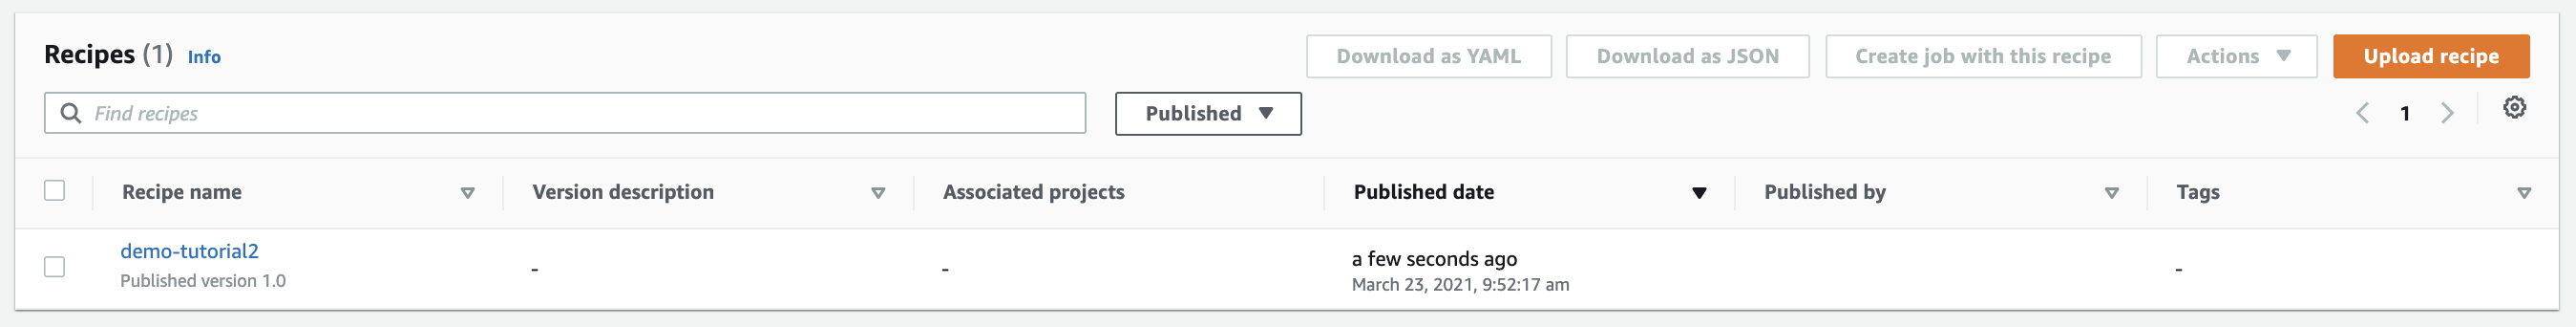 Recipes (1) Info
Download as YAML
Download as JSON
Create job with this recipe
Actions
Upload recipe
Find recipes
Published
1
Recipe name
Version description
Associated projects
Published date
Published by
Tags
demo-tutorial2
Published version 1.0
-
-
a few seconds ago
March 23, 2021, 9:52:17 am
-